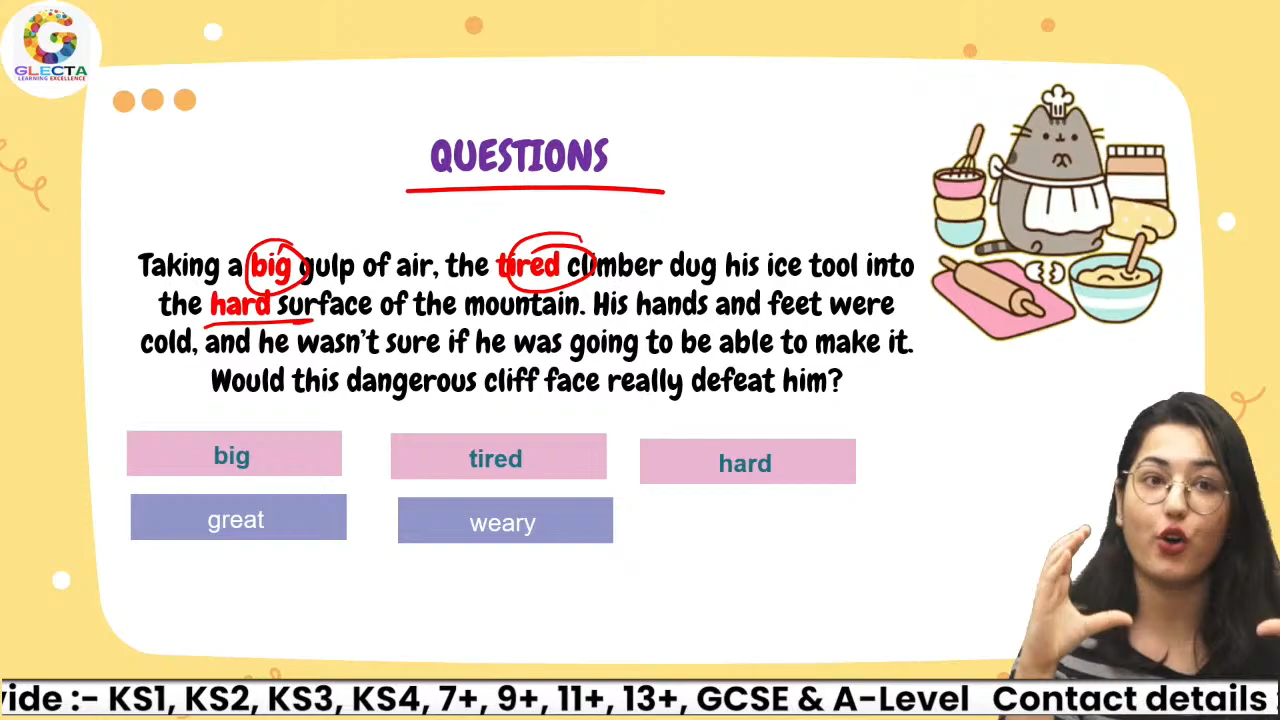 GLECTA
LEARNING EXCELLENCE
QUESTIONS
Taking a big gulp of air, the tired climber dug his ice tool into
the hard surface of the mountain. His hands and feet were
cold, and he wasn't sure if he was going to be able to make it.
Would this dangerous cliff face really defeat him?
big tired hard
great weary
vide :- KS1, KS2, KS3, KS4, 7+, 9+, 11+, 13+, GCSE & A-Level Contact details